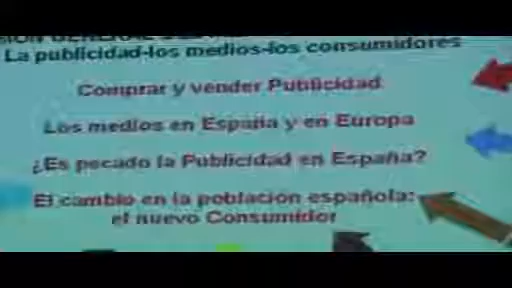 La publicidad-los medios-los consumidores
Comprar y vender Publicidad
Los medios en España y en Europa
¿Es pecado la Publicidad en España?
El cambio en la población española:
el nuevo Consumidor